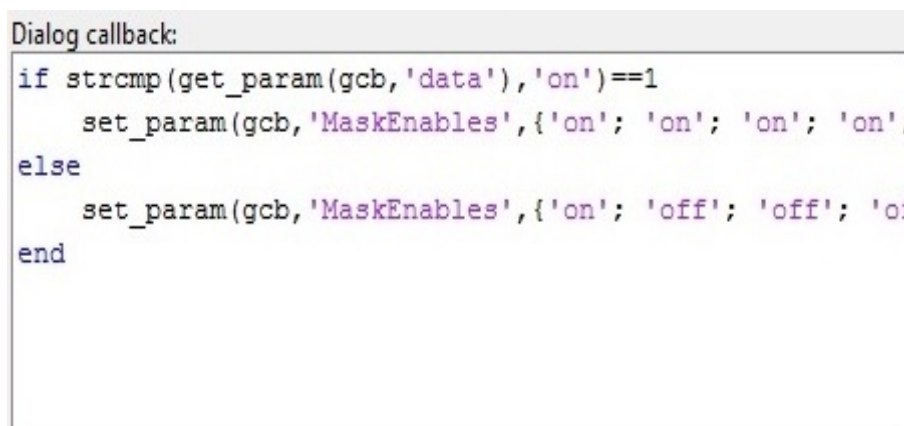 Dialog callback:
if strcmp(get_param(gcb,'data'),'on')==1
set_param(gcb,'MaskEnables',{'on'; 'on'; 'on'; 'on'
else
set_param(gcb,'MaskEnables',{'on'; 'off'; 'off';
end